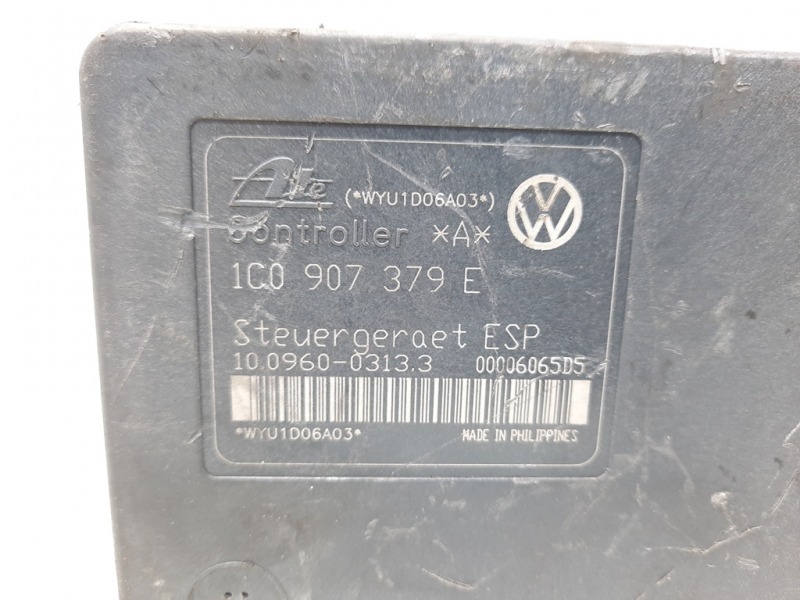 Ate (*WYU1D06A03*)
Controller *A*
1C0 907 379 E
Steuergeraet ESP
10.0960-0313.3 00006065D5
*WYU1D06A03* MADE IN PHILIPPINES